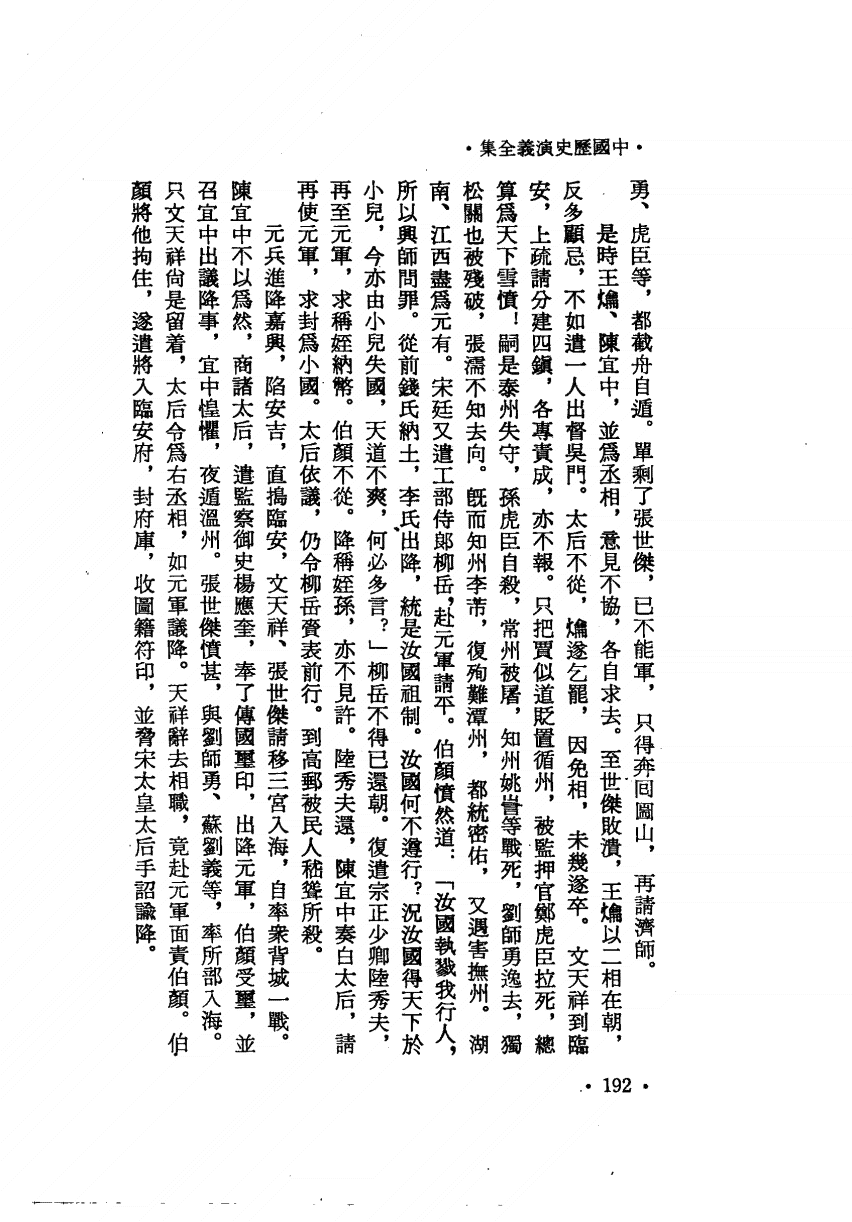 ·中國歷史演義全集·
勇、虎臣等，都截舟自遁。單剩了張世傑，已不能軍，只得奔回圌山，再請濟師。
是時王爚、陳宜中，並爲丞相，意見不協，各自求去。至世傑敗潰，王爚以二相在朝，
反多顧忌，不如遣一人出督吳門。太后不從，爚遂乞罷，因免相，未幾遂卒。文天祥到臨
安，上疏請分建四鎭，各專責成，亦不報。只把賈似道貶置循州，被監押官鄭虎臣拉死，總
算爲天下雪憤！嗣是泰州失守，孫虎臣自殺，常州被屠，知州姚訔等戰死，劉師勇逸去，獨
松關也被殘破，張濡不知去向。旣而知州李芾，復殉難潭州，都統密佑，又遇害撫州。湖
南、江西盡爲元有。宋廷又遣工部侍郞柳岳，赴元軍請平。伯顏憤然道：「汝國執戮我行人，
所以興師問罪。從前錢氏納土，李氏出降，統是汝國祖制。汝國何不遵行？況汝國得天下於
小兒，今亦由小兒失國，天道不爽，何必多言？」柳岳不得已還朝。復遣宗正少卿陸秀夫，
再至元軍，求稱姪納幣。伯顏不從。降稱姪孫，亦不見許。陸秀夫還，陳宜中奏白太后，請
再使元軍，求封爲小國。太后依議，仍令柳岳賫表前行。到高郵被民人嵇聳所殺。
元兵進降嘉興，陷安吉，直搗臨安，文天祥、張世傑請移三宮入海，自率衆背城一戰。
陳宜中不以爲然，商諸太后，遣監察御史楊應奎，奉了傳國璽印，出降元軍，伯顏受璽，並
召宜中出議降事，宜中惶懼，夜遁溫州。張世傑憤甚，與劉師勇、蘇劉義等，率所部入海。
只文天祥尙是留着，太后令爲右丞相，如元軍議降。天祥辭去相職，竟赴元軍面責伯顏。伯
顏將他拘住，遂遣將入臨安府，封府庫，收圖籍符印，並脅宋太皇太后手詔諭降。
·192·